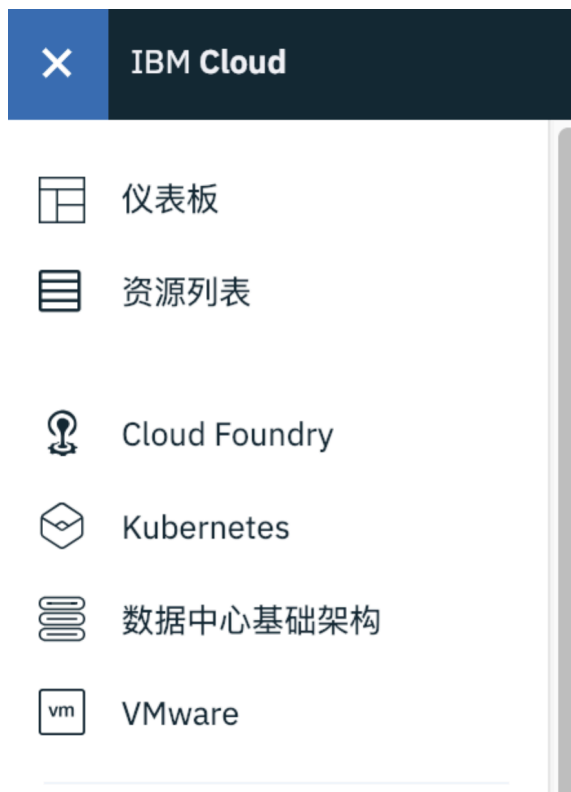 IBM Cloud
仪表板
资源列表
Cloud Foundry
Kubernetes
数据中心基础架构
vm VMware